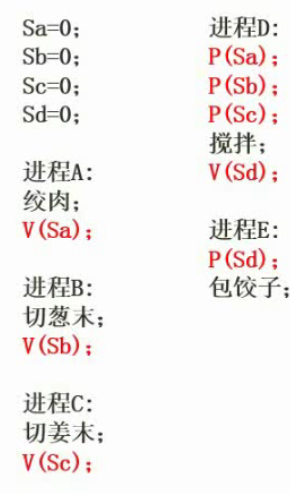 Sa=0;
Sb=0;
Sc=0;
Sd=0;
进程A:
绞肉;
V(Sa);
进程B:
切葱末;
V(Sb);
进程C:
切姜末;
V(Sc);
进程D:
P(Sa);
P(Sb);
P(Sc);
搅拌;
V(Sd);
进程E:
P(Sd);
包饺子;